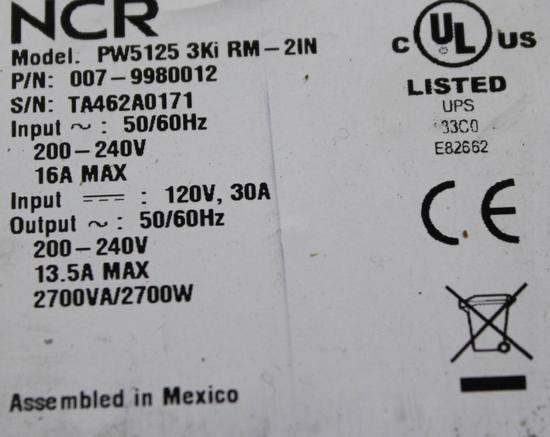 NCR
Model. PW5125 3Ki RM-2IN
P/N: 007-9980012
S/N: TA462A0171
Input ~ : 50/60Hz
200-240V
16A MAX
Input ⎓ : 120V, 30A
Output ~ : 50/60Hz
200-240V
13.5A MAX
2700VA/2700W
Assembled in Mexico
C UL US
LISTED
UPS
33C0
E82662
CE